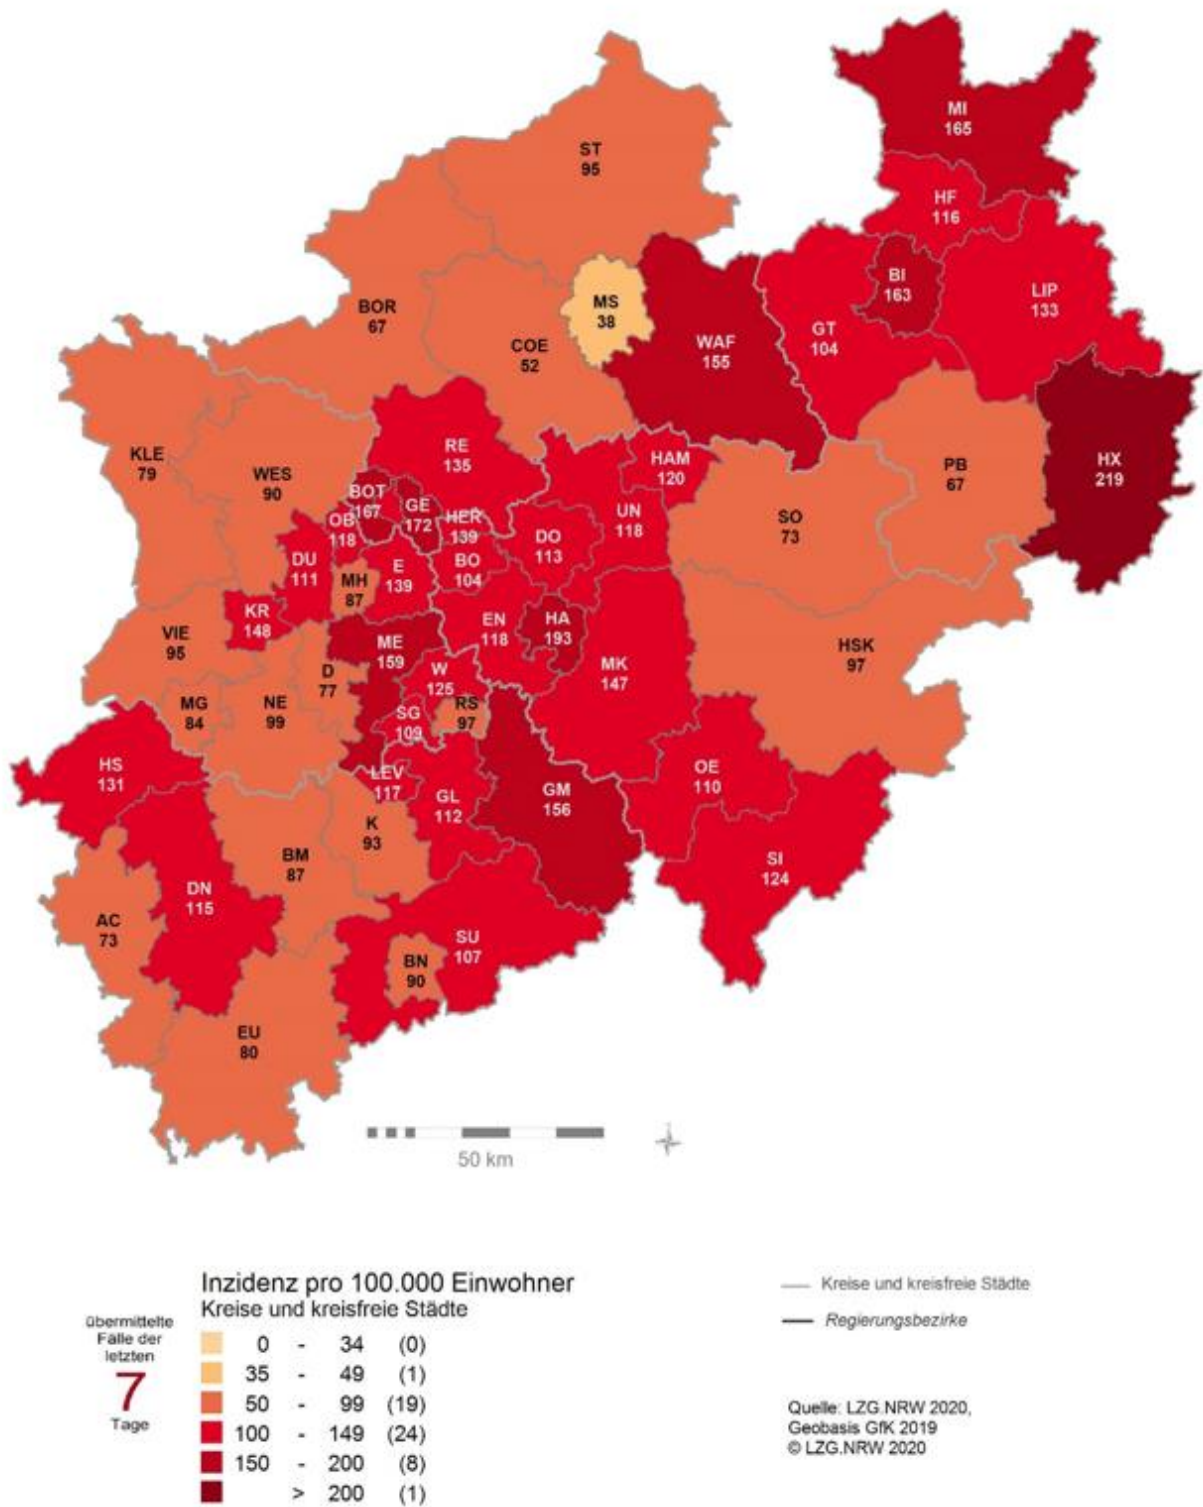 MI
165
ST
95
HF
116
BI
163
LIP
133
MS
38
BOR
67
GT
104
WAF
155
COE
52
RE
135
HAM
120
KLE
79
PB
67
HX
219
WES
90
BOT
167
GE
172
UN
118
SO
73
OB
118
HER
139
DO
113
DU
111
BO
104
E
139
MH
87
KR
148
EN
118
HA
193
VIE
95
ME
159
HSK
97
MK
147
D
77
W
125
MG
84
NE
99
RS
97
SG
109
HS
131
LEV
117
OE
110
GL
112
GM
156
K
93
BM
87
SI
124
DN
115
AC
73
SU
107
BN
90
EU
80
50 km
Inzidenz pro 100.000 Einwohner
Kreise und kreisfreie Städte
übermittelte
Fälle der
letzten
7
Tage
0 - 34 (0)
35 - 49 (1)
50 - 99 (19)
100 - 149 (24)
150 - 200 (8)
> 200 (1)
Kreise und kreisfreie Städte
Regierungsbezirke
Quelle: LZG.NRW 2020,
Geobasis GfK 2019
© LZG.NRW 2020